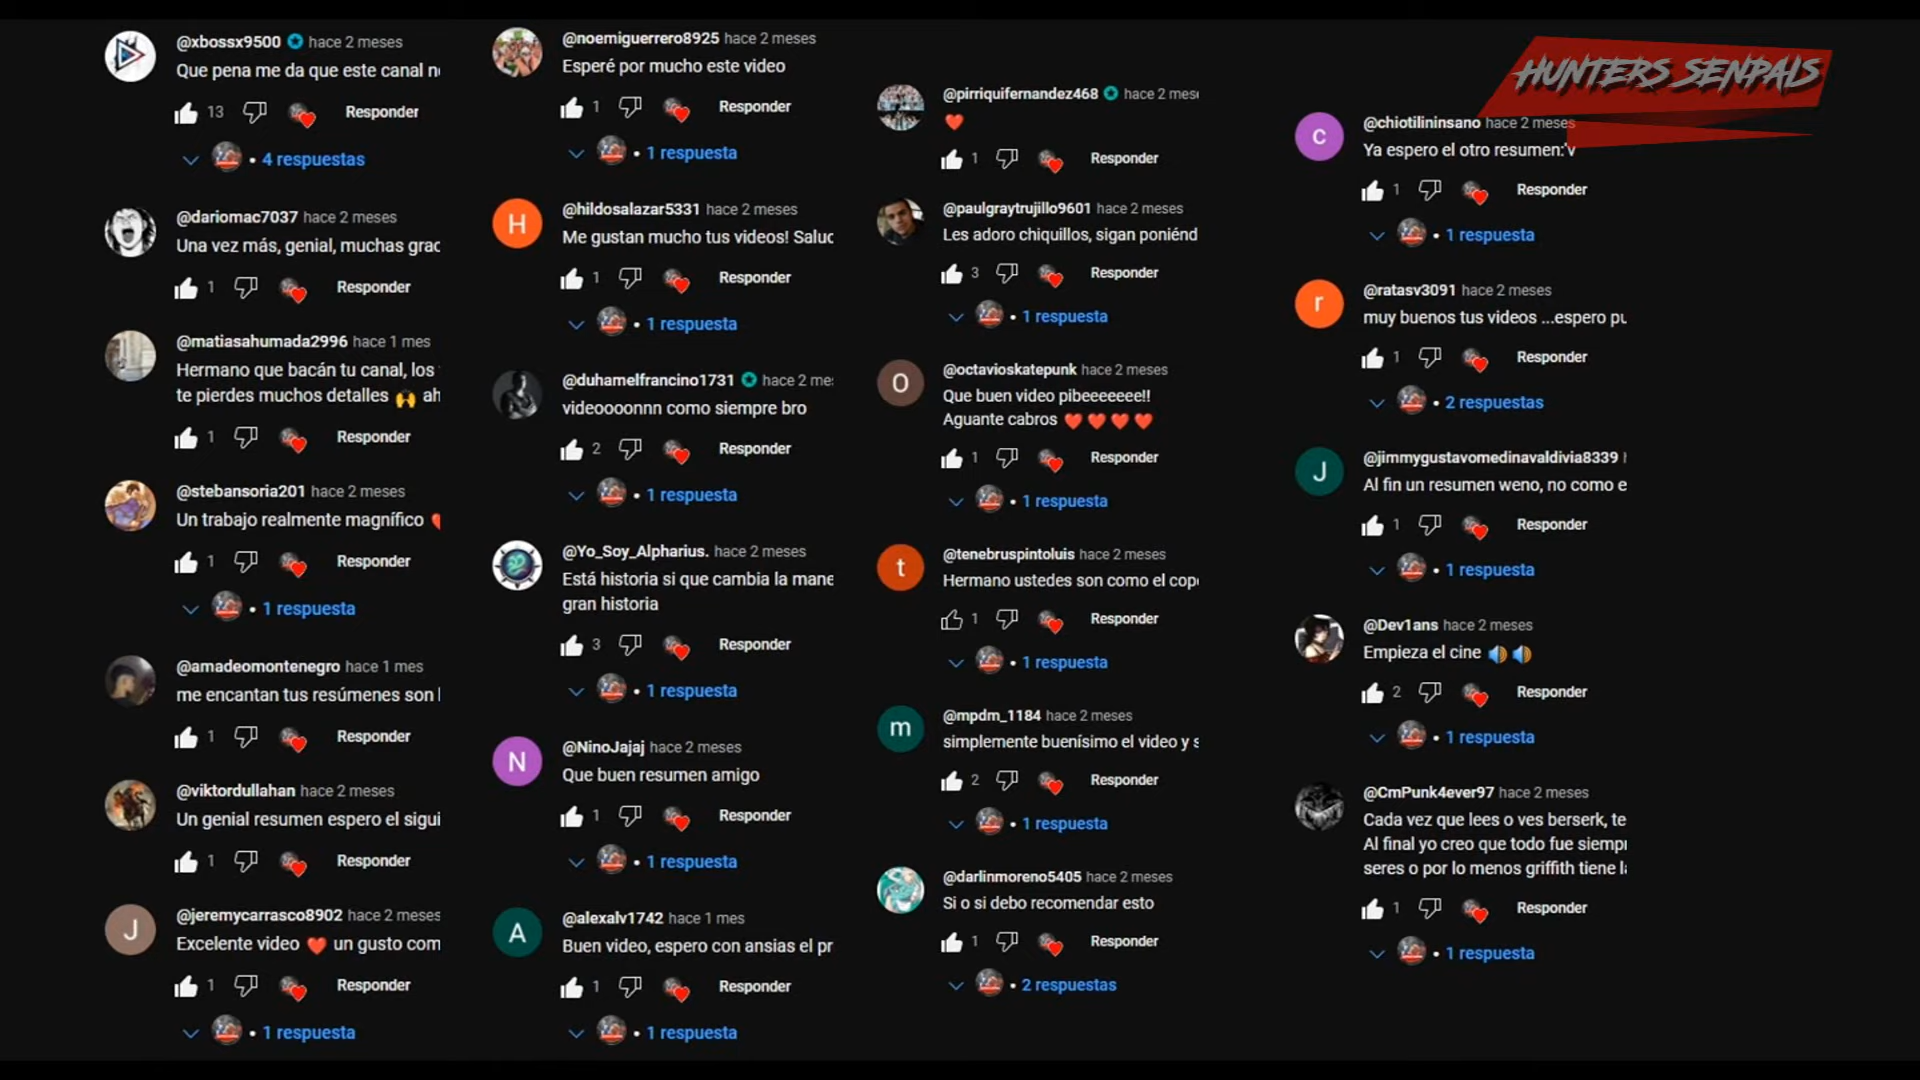 @xbossx9500 hace 2 meses
Que pena me da que este canal
13 Responder
4 respuestas
@dariomac7037 hace 2 meses
Una vez más, genial, muchas
1 Responder
@matiasahumada2996 hace 1 mes
Hermano que bacán tu canal, los
te pierdes muchos detalles 🙌 ah
1 Responder
@stebansoria201 hace 2 meses
Un trabajo realmente magnífico
1 Responder
1 respuesta
@amadeomontenegro hace 1 mes
me encantan tus resúmenes son
1 Responder
@viktordullahan hace 2 meses
Un genial resumen espero el
1 Responder
J
@jeremycarrasco8902 hace 2 meses
Excelente video ❤️ un gusto com
1 Responder
1 respuesta
@noemiguerrero8925 hace 2 meses
Esperé por mucho este video
1 Responder
1 respuesta
H
@hildosalazar5331 hace 2 meses
Me gustan mucho tus videos! Saluc
1 Responder
1 respuesta
@duhamelfrancino1731 hace 2 me
videoooonnn como siempre bro
2 Responder
1 respuesta
@Yo_Soy_Alpharius. hace 2 meses
Está historia si que cambia la mane
gran historia
3 Responder
1 respuesta
N
@NinoJajaj hace 2 meses
Que buen resumen amigo
1 Responder
1 respuesta
A
@alexalv1742 hace 1 mes
Buen video, espero con ansias el pr
1 Responder
1 respuesta
@pirriquifernandez468 hace 2 mes
❤️
1 Responder
@paulgraytrujillo9601 hace 2 meses
Les adoro chiquillos, sigan poniénd
3 Responder
1 respuesta
O
@octavioskatepunk hace 2 meses
Que buen video pibeeeeeee!!
Aguante cabros ❤️ ❤️ ❤️ ❤️
1 Responder
1 respuesta
t
@tenebruspintoluis hace 2 meses
Hermano ustedes son como el cop
1 Responder
1 respuesta
m
@mpdm_1184 hace 2 meses
simplemente buenísimo el video y s
2 Responder
1 respuesta
@darlinmoreno5405 hace 2 meses
Si o si debo recomendar esto
1 Responder
2 respuestas
HUNTERS SENPAIS
c
@chiotilininsano hace 2 meses
Ya espero el otro resumen:'v
1 Responder
1 respuesta
r
@ratasv3091 hace 2 meses
muy buenos tus videos ...espero pu
1 Responder
2 respuestas
J
@jimmygustavomedinavaldivia8339
Al fin un resumen weno, no como e
1 Responder
1 respuesta
@Dev1ans hace 2 meses
Empieza el cine 🔊 🔊
2 Responder
1 respuesta
@CmPunk4ever97 hace 2 meses
Cada vez que lees o ves berserk, te
Al final yo creo que todo fue siempr
seres o por lo menos griffith tiene
1 Responder
1 respuesta